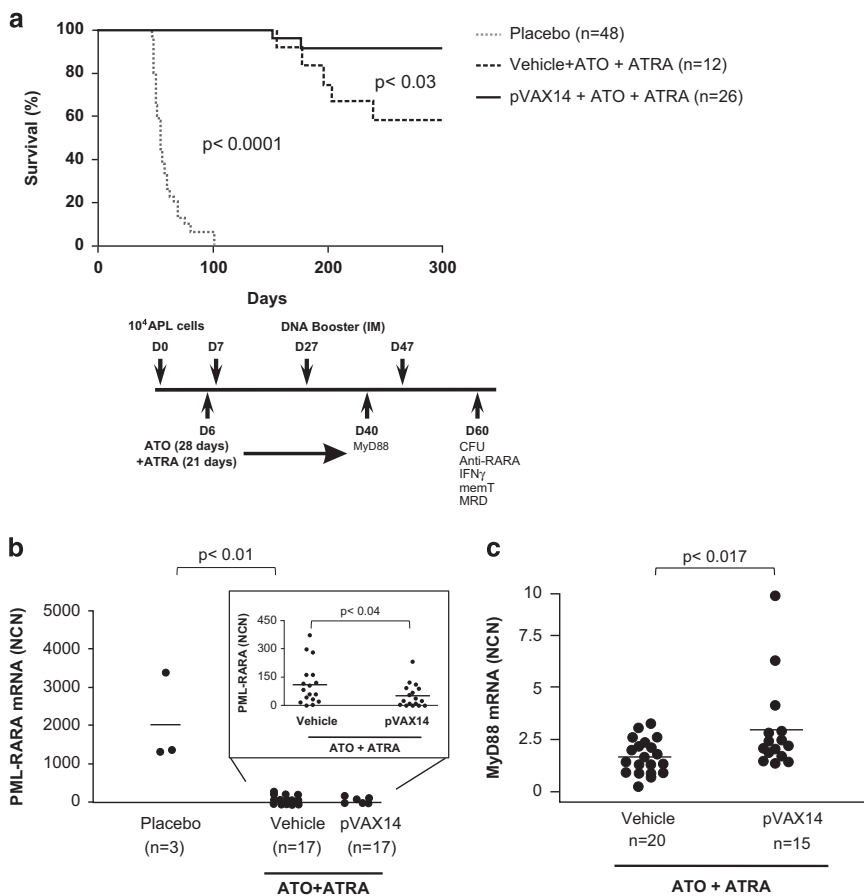 a
100
80
60
40
20
0
Survival (%)
0 100 200 300
Days
p< 0.0001
p< 0.03
Placebo (n=48)
Vehicle+ATO + ATRA (n=12)
pVAX14 + ATO + ATRA (n=26)
10⁴APL cells DNA Booster (IM)
D0 D7 D27 D47
D6 D40 D60
ATO (28 days)
+ATRA (21 days)
MyD88
CFU
Anti-RARA
IFNγ
memT
MRD
b
p< 0.01
PML-RARA mRNA (NCN)
5000
4000
3000
2000
1000
0
PML-RARA (NCN)
450
300
150
0
p< 0.04
Vehicle pVAX14
ATO + ATRA
Placebo Vehicle pVAX14
(n=3) (n=17) (n=17)
ATO+ATRA
c
p< 0.017
MyD88 mRNA (NCN)
10
7.5
5
2.5
0
Vehicle pVAX14
n=20 n=15
ATO + ATRA